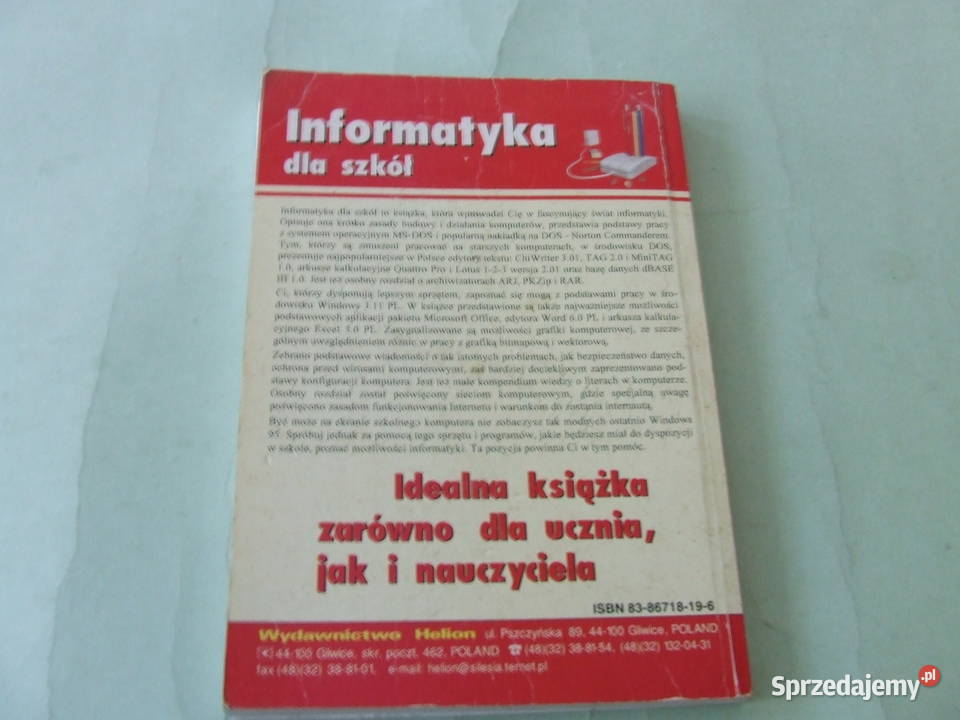 Informatyka
dla szkół
Informatyka dla szkół to książka, która wprowadzi Cię w fascynujący świat informatyki.
Opisuje ona krótko zasady budowy i działania komputerów, przedstawia podstawy pracy
z systemem operacyjnym MS-DOS i popularną nakładką na DOS - Norton Commanderem.
Tym, którzy są zmuszeni pracować na starszych komputerach, w środowisku DOS,
prezentuje najpopularniejsze w Polsce edytory tekstu: ChiWriter 3.01, TAG 2.0 i MiniTAG
1.0, arkusze kalkulacyjne Quattro Pro i Lotus 1-2-3 wersja 2.01 oraz bazę danych dBASE
III 1.0. Jest też osobny rozdział o archiwizatorach ARJ, PKZip i RAR.
Ci, którzy dysponują lepszym sprzętem, zapoznać się mogą z podstawami pracy w śro-
dowisku Windows 3.11 PL. W książce przedstawione są także najważniejsze możliwości
podstawowych aplikacji pakietu Microsoft Office, edytora Word 6.0 PL i arkusza kalkula-
cyjnego Excel 5.0 PL. Zasygnalizowane są możliwości grafiki komputerowej, ze szcze-
gólnym uwzględnieniem różnic w pracy z grafiką bitmapową i wektorową.
Zebrano podstawowe wiadomości o tak istotnych problemach, jak bezpieczeństwo danych,
ochrona przed wirusami komputerowymi, zaś bardziej dociekliwym zaprezentowano pod-
stawy konfiguracji komputera. Jest też małe kompendium wiedzy o literach w komputerze.
Osobny rozdział został poświęcony sieciom komputerowym, gdzie specjalną uwagę
poświęcono zasadom funkcjonowania Internetu i warunkom do zostania internautą.
Być może na ekranie szkolnego komputera nie zobaczysz tak modnych ostatnio Windows
95. Spróbuj jednak za pomocą tego sprzętu i programów, jakie będziesz miał do dyspozycji
w szkole, poznać możliwości informatyki. Ta pozycja powinna Ci w tym pomóc.
Idealna książka
zarówno dla ucznia,
jak i nauczyciela
ISBN 83-86718-19-6
Wydawnictwo Helion ul. Pszczyńska 89, 44-100 Gliwice, POLAND
44-100 Gliwice, skr. poczt. 462, POLAND ☎ (48)(32) 38-81-54, (48)(32) 132-04-31
fax (48)(32) 38-81-01, e-mail: helion@silesia.ternet.pl
Sprzedajemy.pl